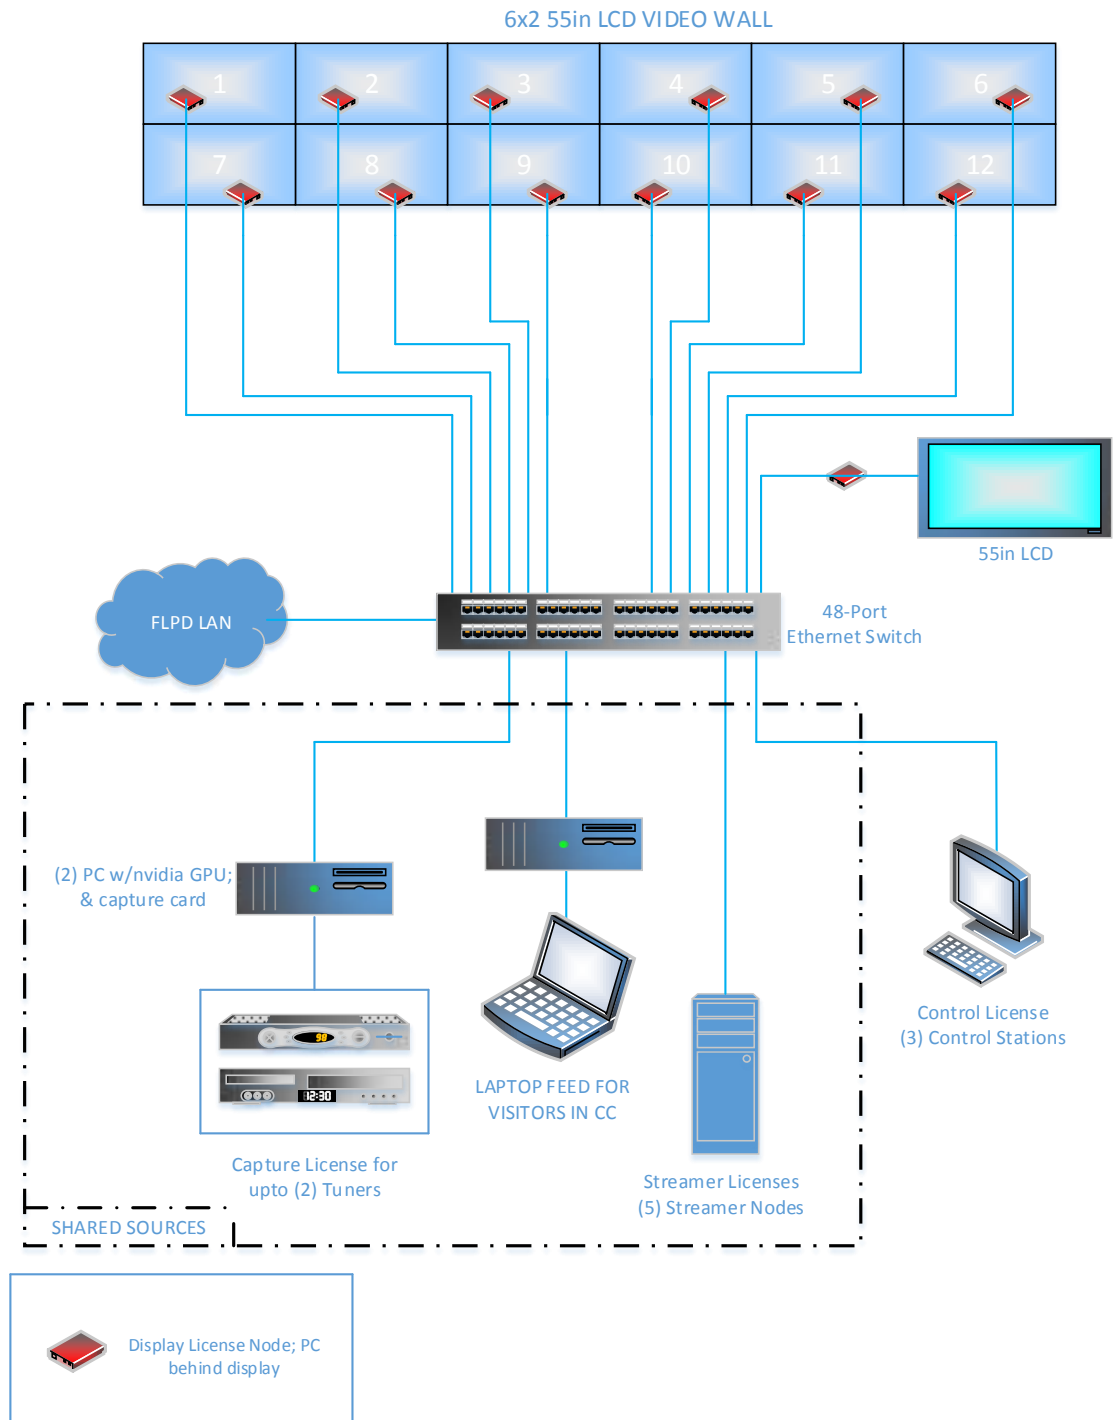 6x2 55in LCD VIDEO WALL
1
2
3
4
5
6
7
8
9
10
11
12
55in LCD
FLPD LAN
48-Port
Ethernet Switch
(2) PC w/nvidia GPU;
& capture card
98
12:30
Capture License for
upto (2) Tuners
LAPTOP FEED FOR
VISITORS IN CC
Streamer Licenses
(5) Streamer Nodes
Control License
(3) Control Stations
SHARED SOURCES
Display License Node; PC
behind display